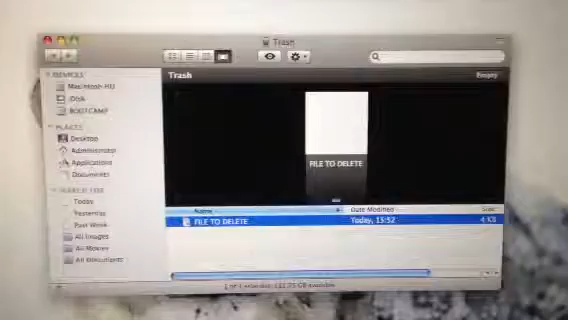 Trash
Trash
Empty
DEVICES
Macintosh HD
iDisk
BOOTCAMP
PLACES
Desktop
Administrator
Applications
Documents
SEARCH FOR
Today
Yesterday
Past Week
All Images
All Movies
All Documents
FILE TO DELETE
Name
Date Modified
Size
FILE TO DELETE
Today, 13:52
4 KB